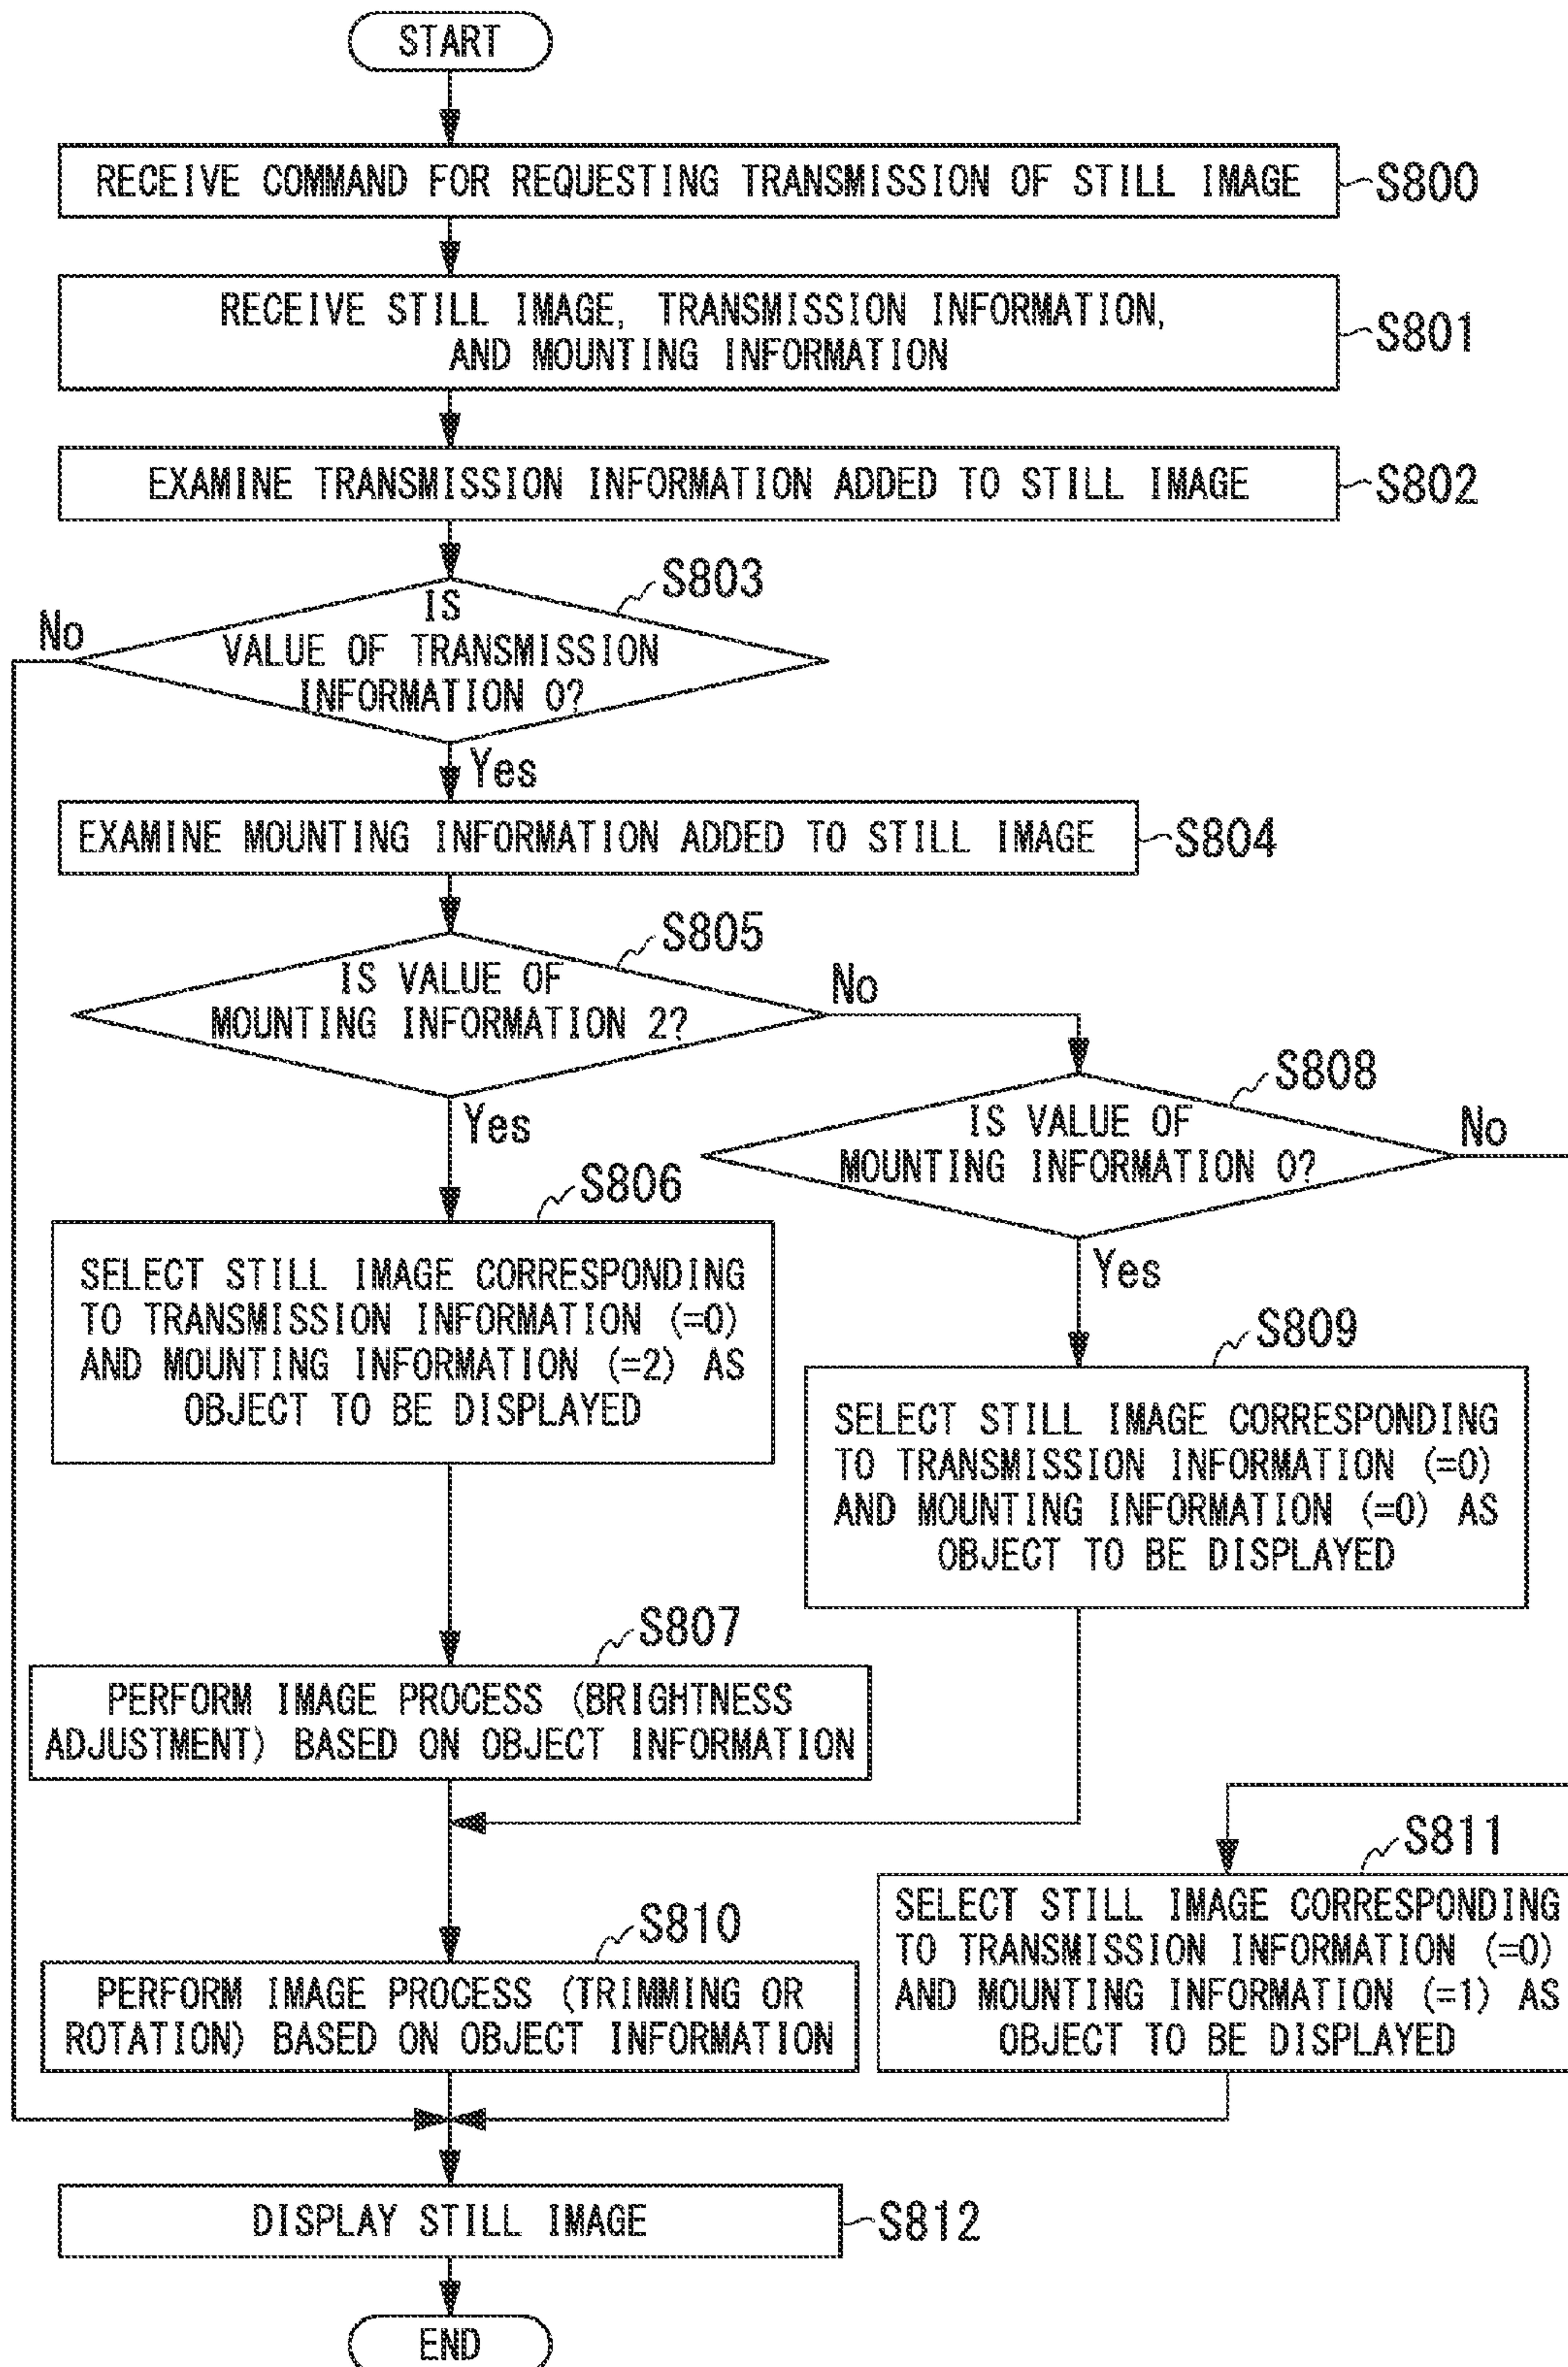 START
RECEIVE COMMAND FOR REQUESTING TRANSMISSION OF STILL IMAGE
S800
RECEIVE STILL IMAGE, TRANSMISSION INFORMATION,
AND MOUNTING INFORMATION
S801
EXAMINE TRANSMISSION INFORMATION ADDED TO STILL IMAGE
S802
S803
No
IS
VALUE OF TRANSMISSION
INFORMATION 0?
Yes
EXAMINE MOUNTING INFORMATION ADDED TO STILL IMAGE
S804
S805
IS VALUE OF
MOUNTING INFORMATION 2?
No
Yes
S808
IS VALUE OF
MOUNTING INFORMATION 0?
No
Yes
S806
SELECT STILL IMAGE CORRESPONDING
TO TRANSMISSION INFORMATION (=0)
AND MOUNTING INFORMATION (=2) AS
OBJECT TO BE DISPLAYED
S809
SELECT STILL IMAGE CORRESPONDING
TO TRANSMISSION INFORMATION (=0)
AND MOUNTING INFORMATION (=0) AS
OBJECT TO BE DISPLAYED
S807
PERFORM IMAGE PROCESS (BRIGHTNESS
ADJUSTMENT) BASED ON OBJECT INFORMATION
S811
SELECT STILL IMAGE CORRESPONDING
TO TRANSMISSION INFORMATION (=0)
AND MOUNTING INFORMATION (=1) AS
OBJECT TO BE DISPLAYED
S810
PERFORM IMAGE PROCESS (TRIMMING OR
ROTATION) BASED ON OBJECT INFORMATION
DISPLAY STILL IMAGE
S812
END